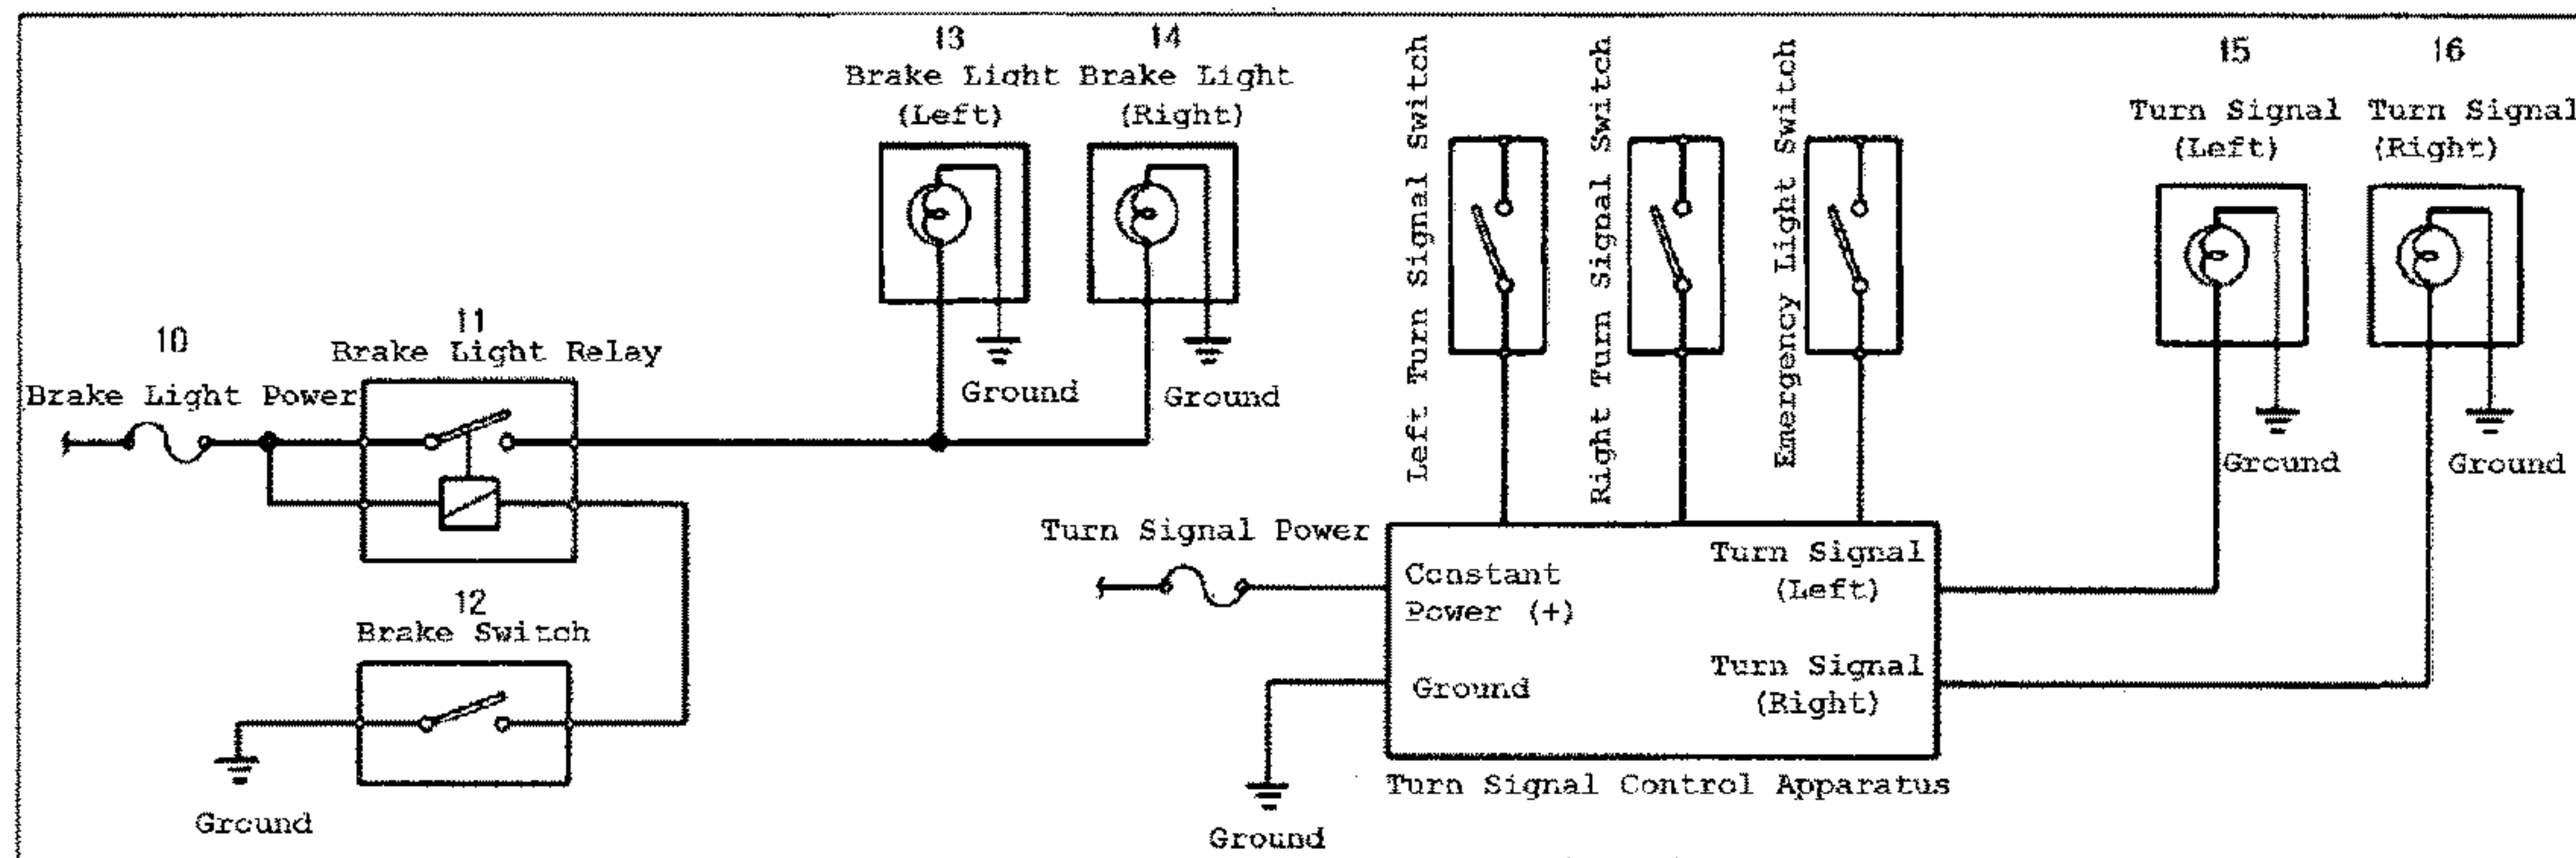 13
Brake Light
(Left)
14
Brake Light
(Right)
Left Turn Signal Switch
Right Turn Signal Switch
Emergency Light Switch
15
Turn Signal
(Left)
16
Turn Signal
(Right)
10
Brake Light Power
11
Brake Light Relay
Ground
Ground
Ground
Ground
12
Brake Switch
Ground
Turn Signal Power
Constant
Power (+)
Ground
Turn Signal
(Left)
Turn Signal
(Right)
Turn Signal Control Apparatus
Ground